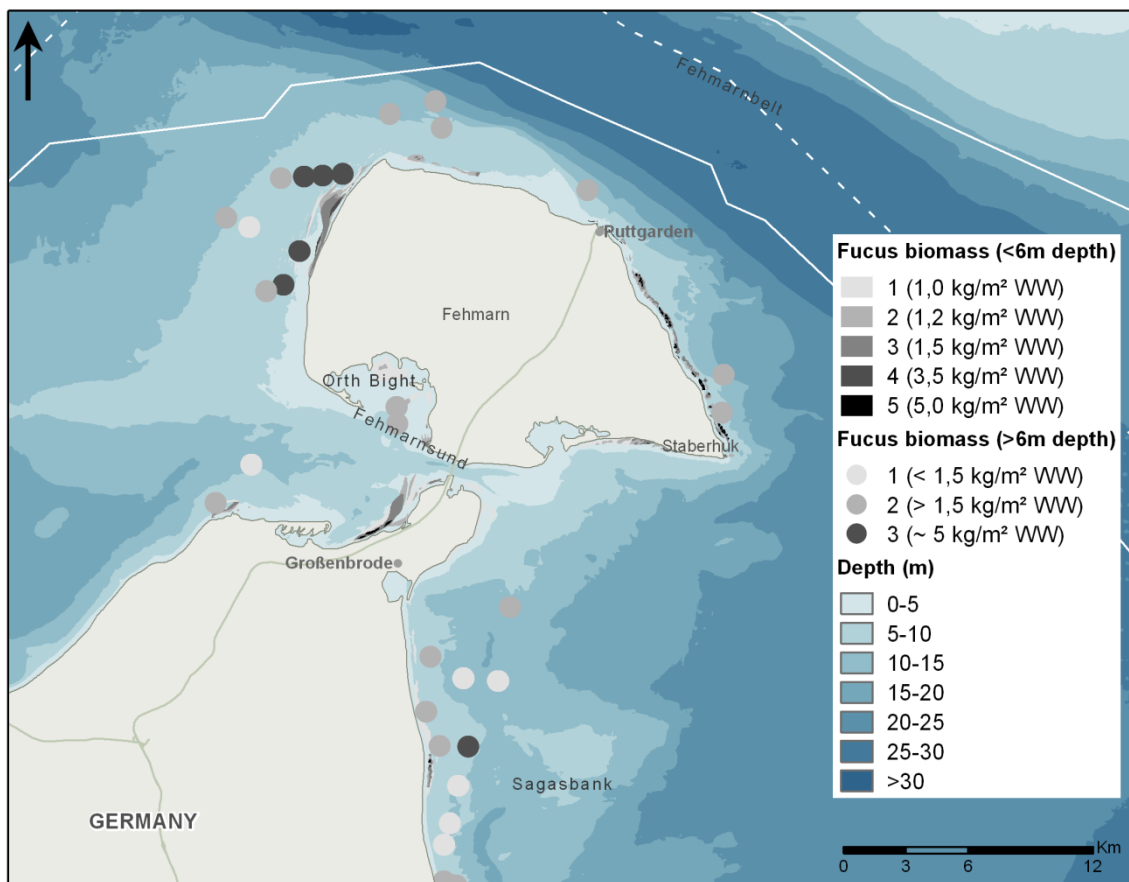 Fehmarnbelt
Puttgarden
Fehmarn
Orth Bight
Fehmarnsund
Staberhuk
Großenbrode
Sagasbank
GERMANY
Fucus biomass (<6m depth)
1 (1,0 kg/m² WW)
2 (1,2 kg/m² WW)
3 (1,5 kg/m² WW)
4 (3,5 kg/m² WW)
5 (5,0 kg/m² WW)
Fucus biomass (>6m depth)
1 (< 1,5 kg/m² WW)
2 (> 1,5 kg/m² WW)
3 (~ 5 kg/m² WW)
Depth (m)
0-5
5-10
10-15
15-20
20-25
25-30
>30
Km
0 3 6 12